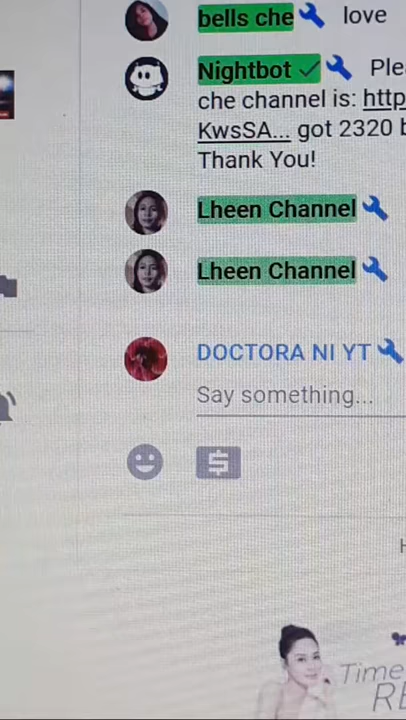 bells che love
Nightbot
che channel is: http
KwsSA... got 2320
Thank You!
Lheen Channel
Lheen Channel
DOCTORA NI YT
Say something...
Time